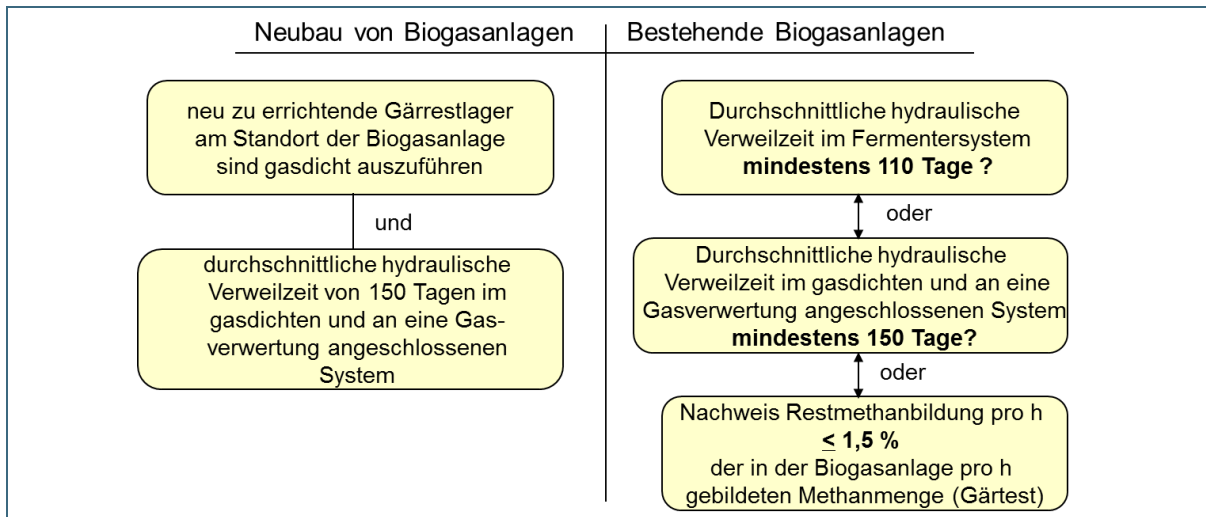 Neubau von Biogasanlagen
neu zu errichtende Gärrestlager
am Standort der Biogasanlage
sind gasdicht auszuführen
und
durchschnittliche hydraulische
Verweilzeit von 150 Tagen im
gasdichten und an eine Gas-
verwertung angeschlossenen
System
Bestehende Biogasanlagen
Durchschnittliche hydraulische
Verweilzeit im Fermentersystem
mindestens 110 Tage ?
oder
Durchschnittliche hydraulische
Verweilzeit im gasdichten und an eine
Gasverwertung angeschlossenen System
mindestens 150 Tage?
oder
Nachweis Restmethanbildung pro h
≤ 1,5 %
der in der Biogasanlage pro h
gebildeten Methanmenge (Gärtest)